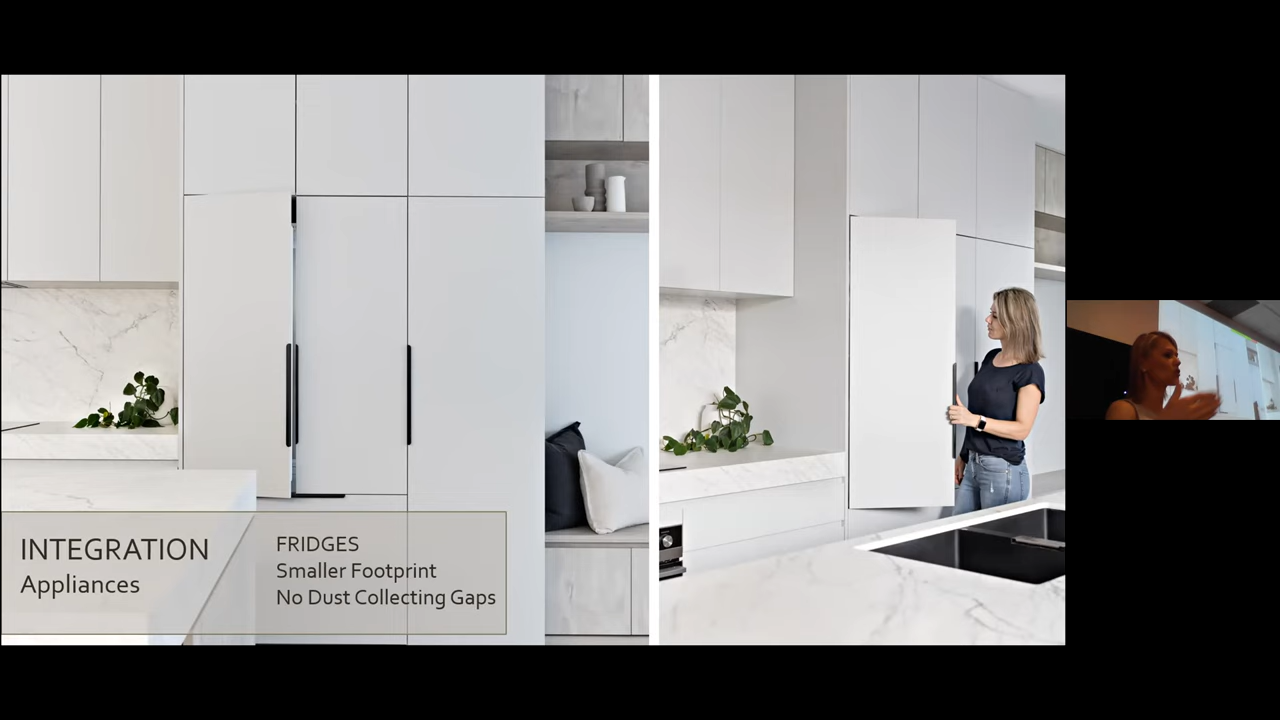 INTEGRATION
Appliances
FRIDGES
Smaller Footprint
No Dust Collecting Gaps